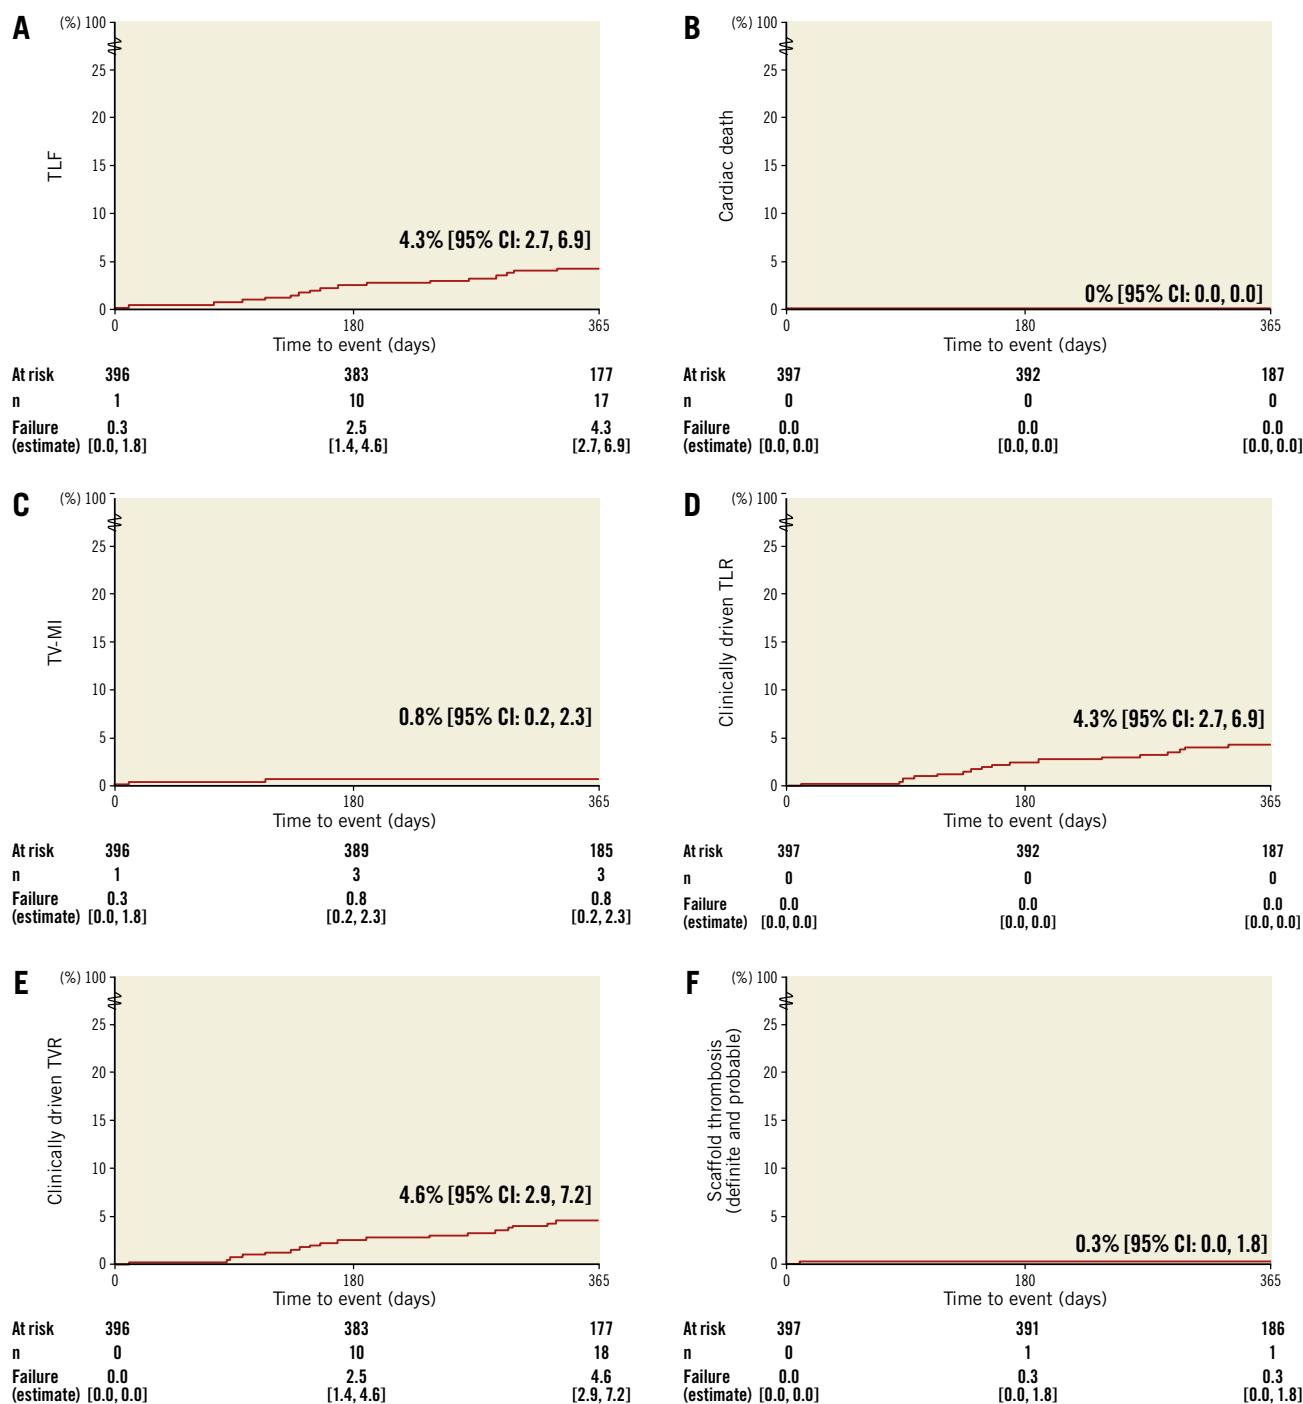 A
(%) 100
25
20
15
10
5
0
TLF
4.3% [95% CI: 2.7, 6.9]
0 180 365
Time to event (days)
At risk 396 383 177
n 1 10 17
Failure 0.3 2.5 4.3
(estimate) [0.0, 1.8] [1.4, 4.6] [2.7, 6.9]
B
(%) 100
25
20
15
10
5
0
Cardiac death
0% [95% CI: 0.0, 0.0]
0 180 365
Time to event (days)
At risk 397 392 187
n 0 0 0
Failure 0.0 0.0 0.0
(estimate) [0.0, 0.0] [0.0, 0.0] [0.0, 0.0]
C
(%) 100
25
20
15
10
5
0
TV-MI
0.8% [95% CI: 0.2, 2.3]
0 180 365
Time to event (days)
At risk 396 389 185
n 1 3 3
Failure 0.3 0.8 0.8
(estimate) [0.0, 1.8] [0.2, 2.3] [0.2, 2.3]
D
(%) 100
25
20
15
10
5
0
Clinically driven TLR
4.3% [95% CI: 2.7, 6.9]
0 180 365
Time to event (days)
At risk 397 392 187
n 0 0 0
Failure 0.0 0.0 0.0
(estimate) [0.0, 0.0] [0.0, 0.0] [0.0, 0.0]
E
(%) 100
25
20
15
10
5
0
Clinically driven TVR
4.6% [95% CI: 2.9, 7.2]
0 180 365
Time to event (days)
At risk 396 383 177
n 0 10 18
Failure 0.0 2.5 4.6
(estimate) [0.0, 0.0] [1.4, 4.6] [2.9, 7.2]
F
(%) 100
25
20
15
10
5
0
Scaffold thrombosis
(definite and probable)
0.3% [95% CI: 0.0, 1.8]
0 180 365
Time to event (days)
At risk 397 391 186
n 0 1 1
Failure 0.0 0.3 0.3
(estimate) [0.0, 0.0] [0.0, 1.8] [0.0, 1.8]